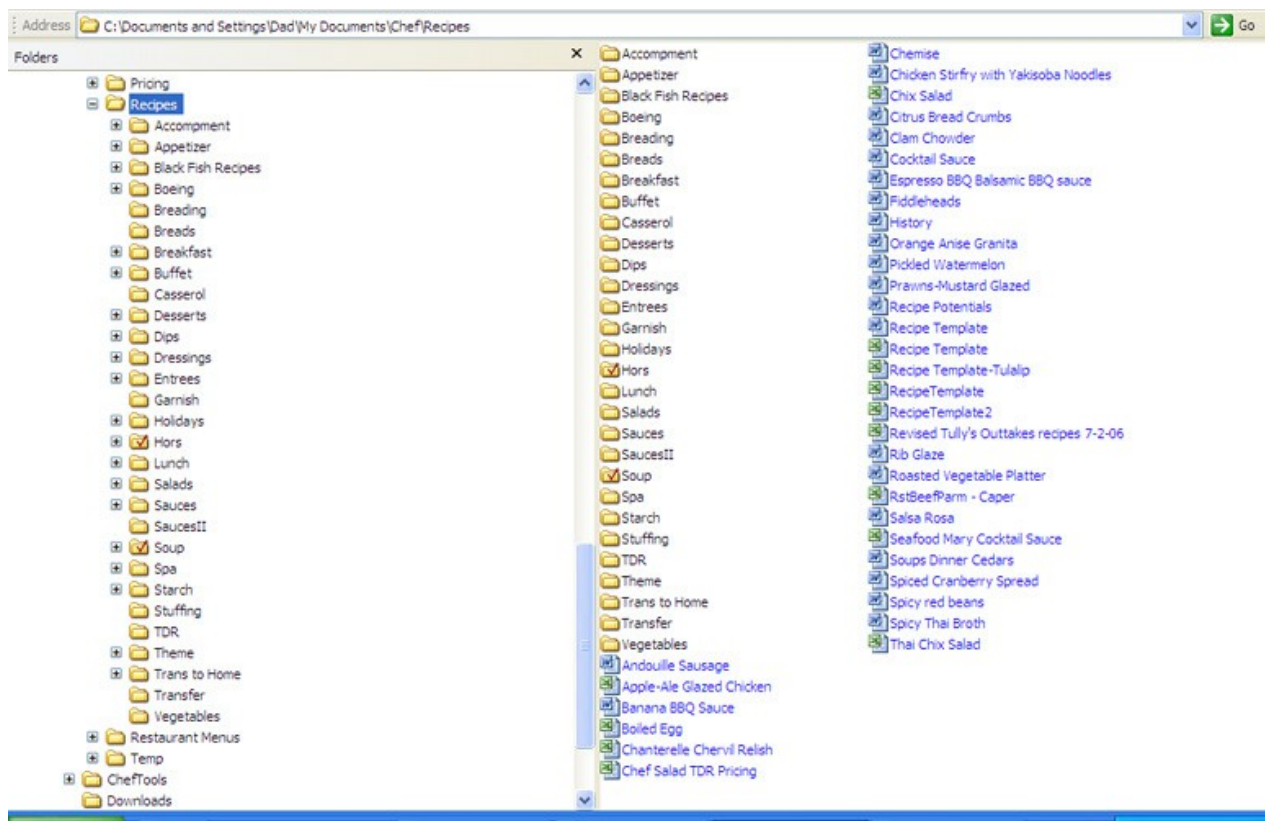 Address C:\Documents and Settings\Dad\My Documents\Chef\Recipes Go
Folders
Pricing
Recipes
Accompment
Appetizer
Black Fish Recipes
Boeing
Breading
Breads
Breakfast
Buffet
Casserol
Desserts
Dips
Dressings
Entrees
Garnish
Holidays
Hors
Lunch
Salads
Sauces
SaucesII
Soup
Spa
Starch
Stuffing
TDR
Theme
Trans to Home
Transfer
Vegetables
Restaurant Menus
Temp
ChefTools
Downloads
Accompment
Appetizer
Black Fish Recipes
Boeing
Breading
Breads
Breakfast
Buffet
Casserol
Desserts
Dips
Dressings
Entrees
Garnish
Holidays
Hors
Lunch
Salads
Sauces
SaucesII
Soup
Spa
Starch
Stuffing
TDR
Theme
Trans to Home
Transfer
Vegetables
Andouille Sausage
Apple-Ale Glazed Chicken
Banana BBQ Sauce
Boiled Egg
Chanterelle Chervil Relish
Chef Salad TDR Pricing
Chemise
Chicken Stirfry with Yakisoba Noodles
Chix Salad
Citrus Bread Crumbs
Clam Chowder
Cocktail Sauce
Espresso BBQ Balsamic BBQ sauce
Fiddleheads
History
Orange Anise Granita
Pickled Watermelon
Prawns-Mustard Glazed
Recipe Potentials
Recipe Template
Recipe Template
Recipe Template-Tulalip
RecipeTemplate
RecipeTemplate2
Revised Tully's Outtakes recipes 7-2-06
Rib Glaze
Roasted Vegetable Platter
RstBeefParm - Caper
Salsa Rosa
Seafood Mary Cocktail Sauce
Soups Dinner Cedars
Spiced Cranberry Spread
Spicy red beans
Spicy Thai Broth
Thai Chix Salad